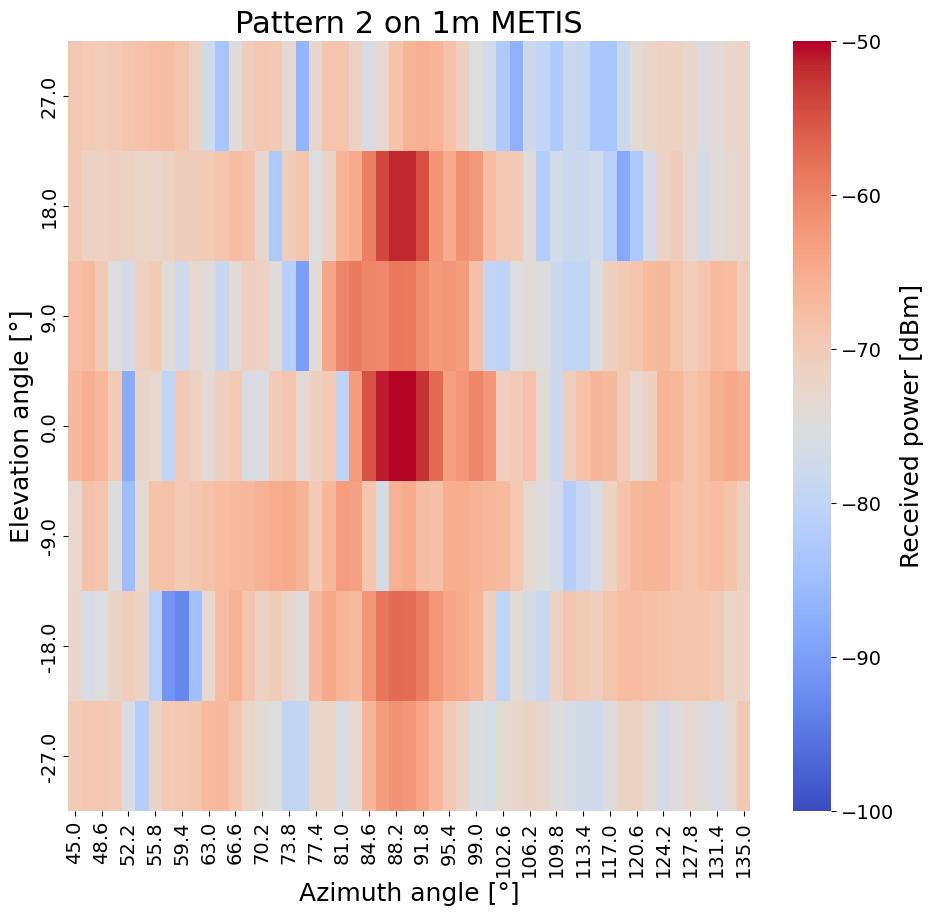 Pattern 2 on 1m METIS
Elevation angle [°]
27.0
18.0
9.0
0.0
-9.0
-18.0
-27.0
45.0 48.6 52.2 55.8 59.4 63.0 66.6 70.2 73.8 77.4 81.0 84.6 88.2 91.8 95.4 99.0 102.6 106.2 109.8 113.4 117.0 120.6 124.2 127.8 131.4 135.0
Azimuth angle [°]
−50
−60
−70
−80
−90
−100
Received power [dBm]